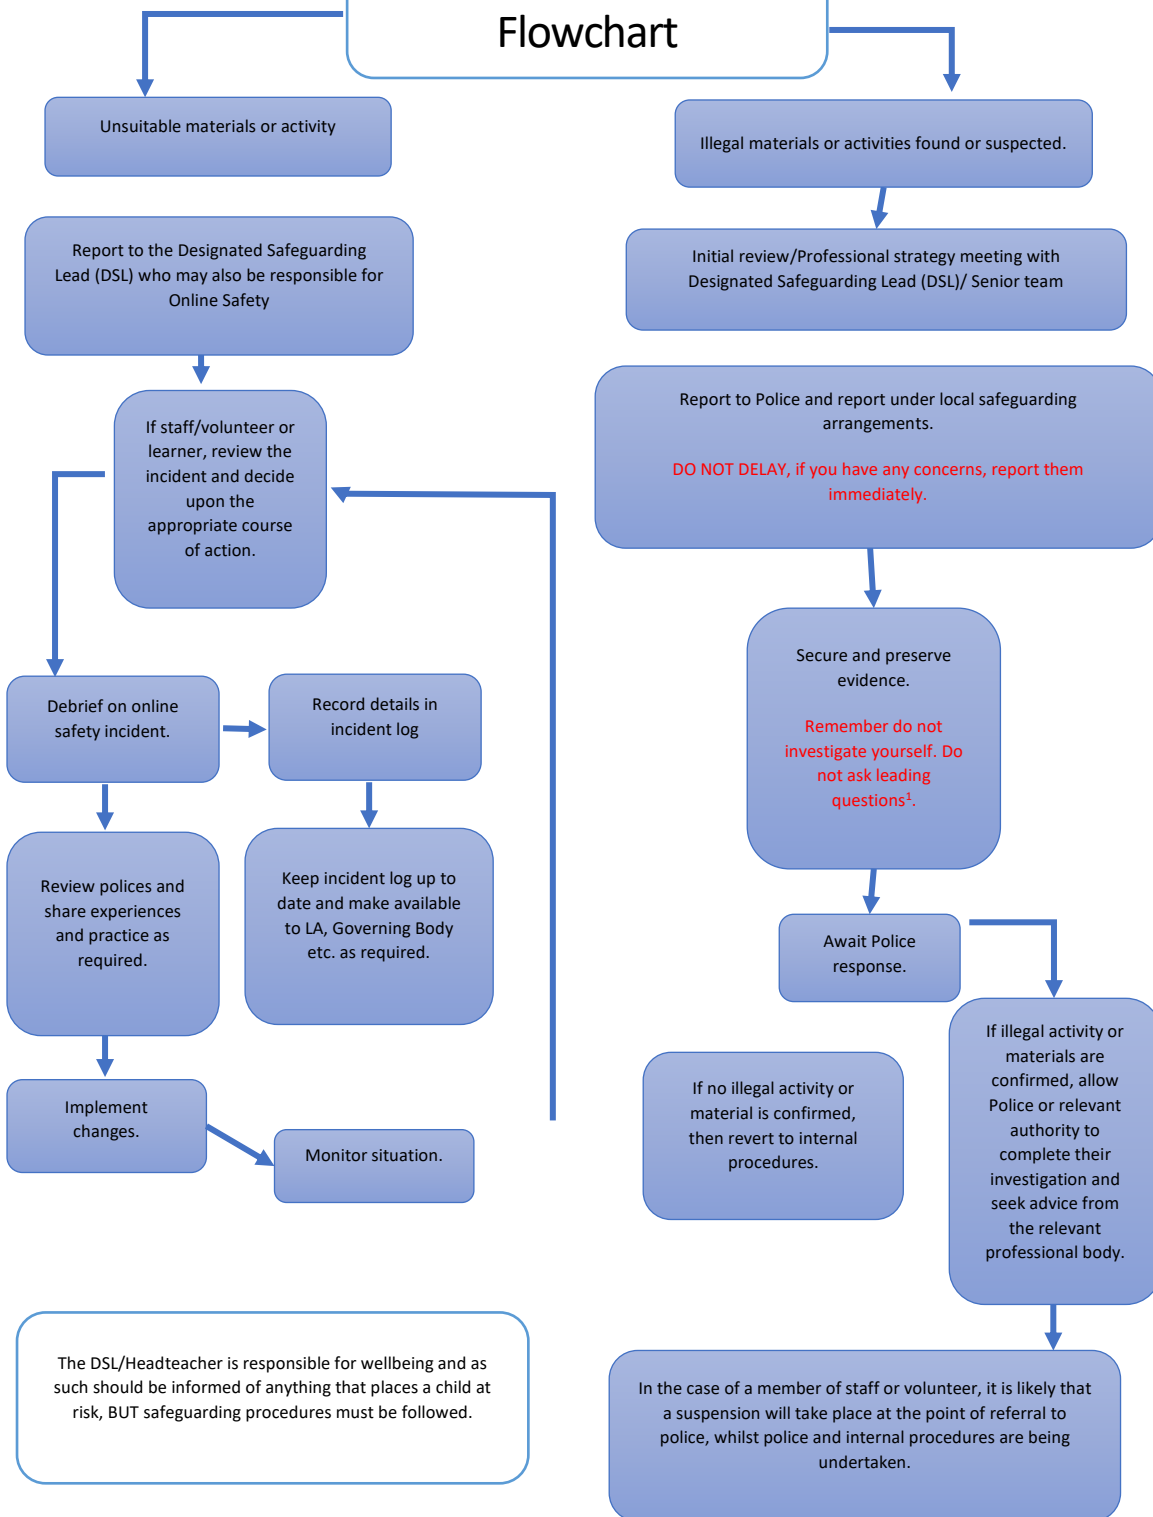 Flowchart
Unsuitable materials or activity
Illegal materials or activities found or suspected.
Report to the Designated Safeguarding
Lead (DSL) who may also be responsible for
Online Safety
Initial review/Professional strategy meeting with
Designated Safeguarding Lead (DSL)/ Senior team
If staff/volunteer or
learner, review the
incident and decide
upon the
appropriate course
of action.
Report to Police and report under local safeguarding
arrangements.
DO NOT DELAY, if you have any concerns, report them
immediately.
Secure and preserve
evidence.
Remember do not
investigate yourself. Do
not ask leading
questions¹.
Debrief on online
safety incident.
Record details in
incident log
Review polices and
share experiences
and practice as
required.
Keep incident log up to
date and make available
to LA, Governing Body
etc. as required.
Await Police
response.
Implement
changes.
Monitor situation.
If no illegal activity or
material is confirmed,
then revert to internal
procedures.
If illegal activity or
materials are
confirmed, allow
Police or relevant
authority to
complete their
investigation and
seek advice from
the relevant
professional body.
The DSL/Headteacher is responsible for wellbeing and as
such should be informed of anything that places a child at
risk, BUT safeguarding procedures must be followed.
In the case of a member of staff or volunteer, it is likely that
a suspension will take place at the point of referral to
police, whilst police and internal procedures are being
undertaken.